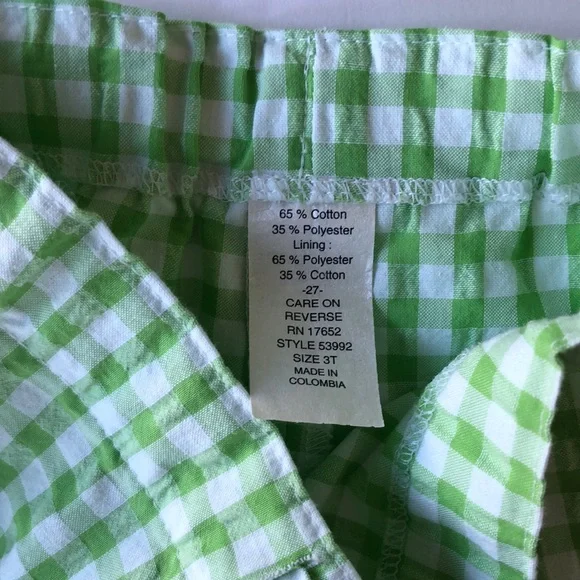 65 % Cotton
35 % Polyester
Lining :
65 % Polyester
35 % Cotton
-27-
CARE ON
REVERSE
RN 17652
STYLE 53992
SIZE 3T
MADE IN
COLOMBIA